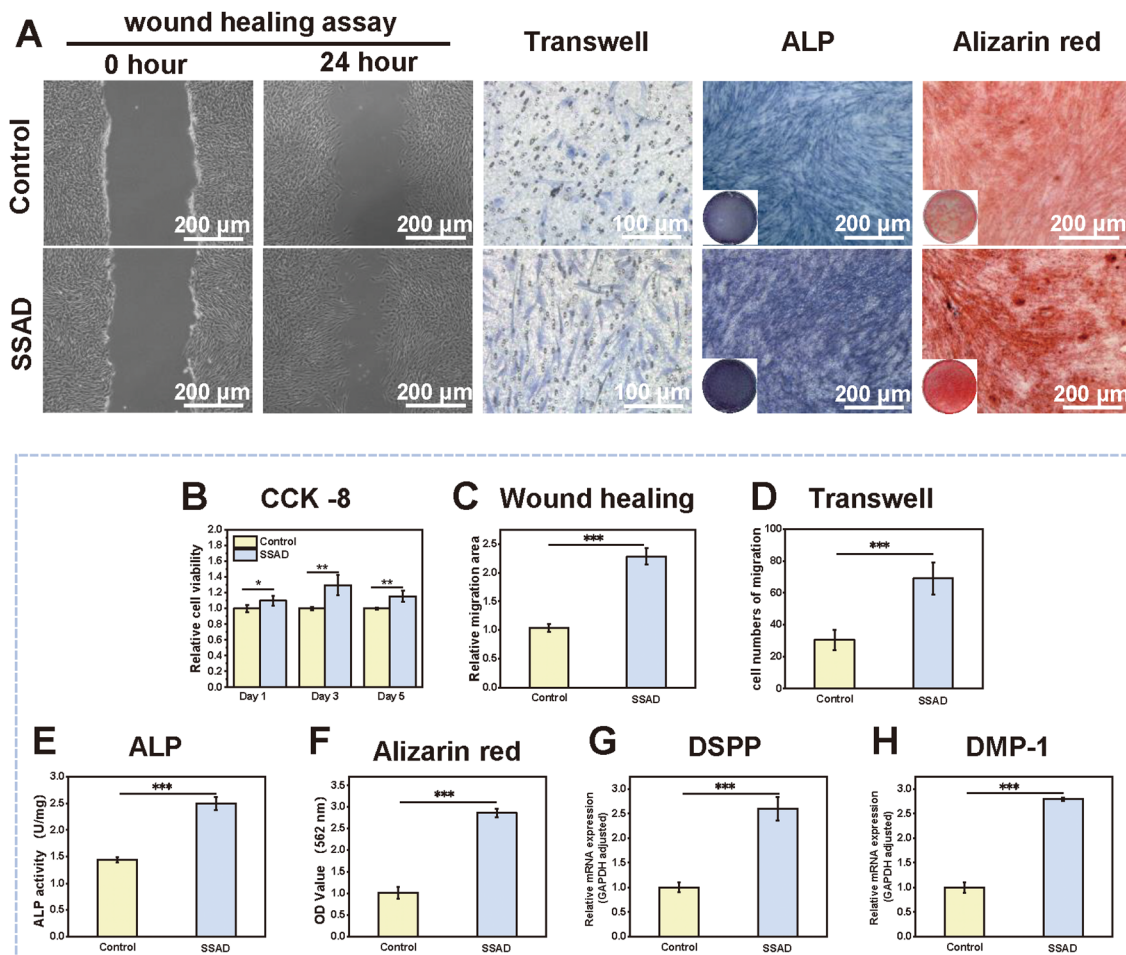 A
wound healing assay
0 hour
24 hour
Transwell
ALP
Alizarin red
Control
200 µm
200 µm
100 µm
200 µm
200 µm
SSAD
200 µm
200 µm
100 µm
200 µm
200 µm
B CCK -8
Relative cell viability
2.0
1.8
1.6
1.4
1.2
1.0
0.8
0.6
0.4
0.2
0.0
Control
SSAD
*
**
**
Day 1
Day 3
Day 5
C Wound healing
Relative migration area
2.5
2.0
1.5
1.0
0.5
0.0
***
Control
SSAD
D Transwell
cell numbers of migration
100
80
60
40
20
0
***
Control
SSAD
E ALP
ALP activity (U/mg)
3.0
2.5
2.0
1.5
1.0
0.5
0.0
***
Control
SSAD
F Alizarin red
OD Value (562 nm)
3.5
3.0
2.5
2.0
1.5
1.0
0.5
0.0
***
Control
SSAD
G DSPP
Relative mRNA expression
(GAPDH adjusted)
3.0
2.5
2.0
1.5
1.0
0.5
0.0
***
Control
SSAD
H DMP-1
Relative mRNA expression
(GAPDH adjusted)
3.0
2.5
2.0
1.5
1.0
0.5
0.0
***
Control
SSAD